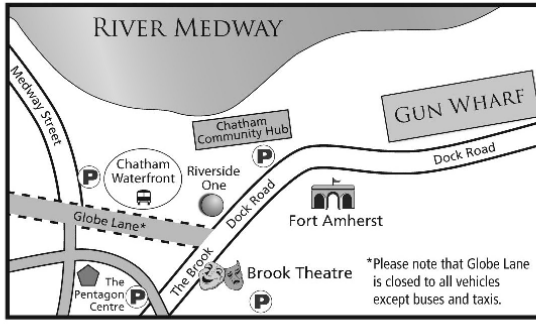 RIVER MEDWAY
Medway Street
GUN WHARF
Chatham
Community Hub
P
Dock Road
P
Chatham
Waterfront
Riverside
One
Dock Road
Fort Amherst
Globe Lane*
The Brook
Brook Theatre
The
Pentagon
Centre
P
P
*Please note that Globe Lane
is closed to all vehicles
except buses and taxis.